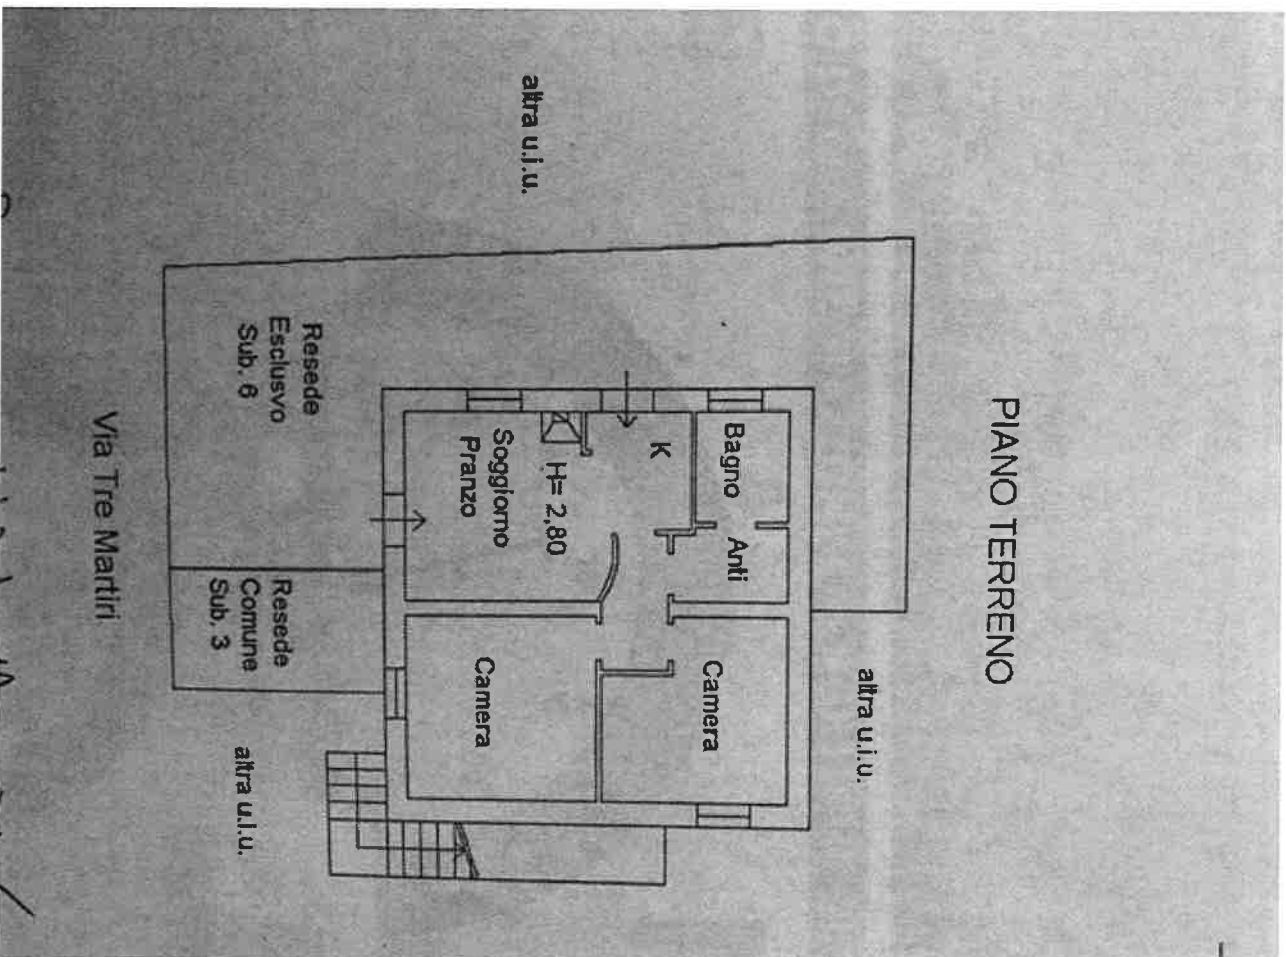 PIANO TERRENO
altra u.i.u.
altra u.i.u.
Bagno
Anti
Camera
K
H= 2,80
Soggiorno
Pranzo
Camera
Resede
Esclusvo
Sub. 6
Resede
Comune
Sub. 3
altra u.i.u.
Via Tre Martiri